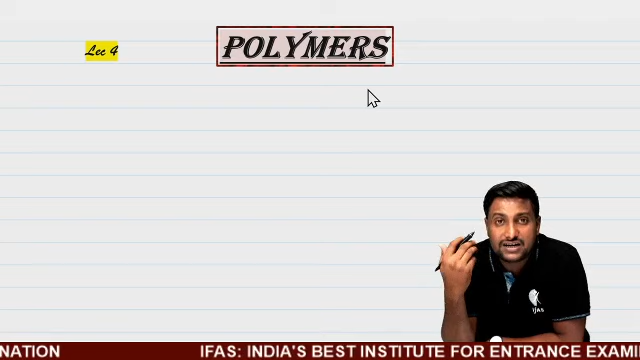 Lec 4
POLYMERS
iFAS
NATION IFAS: INDIA'S BEST INSTITUTE FOR ENTRANCE EXAMI